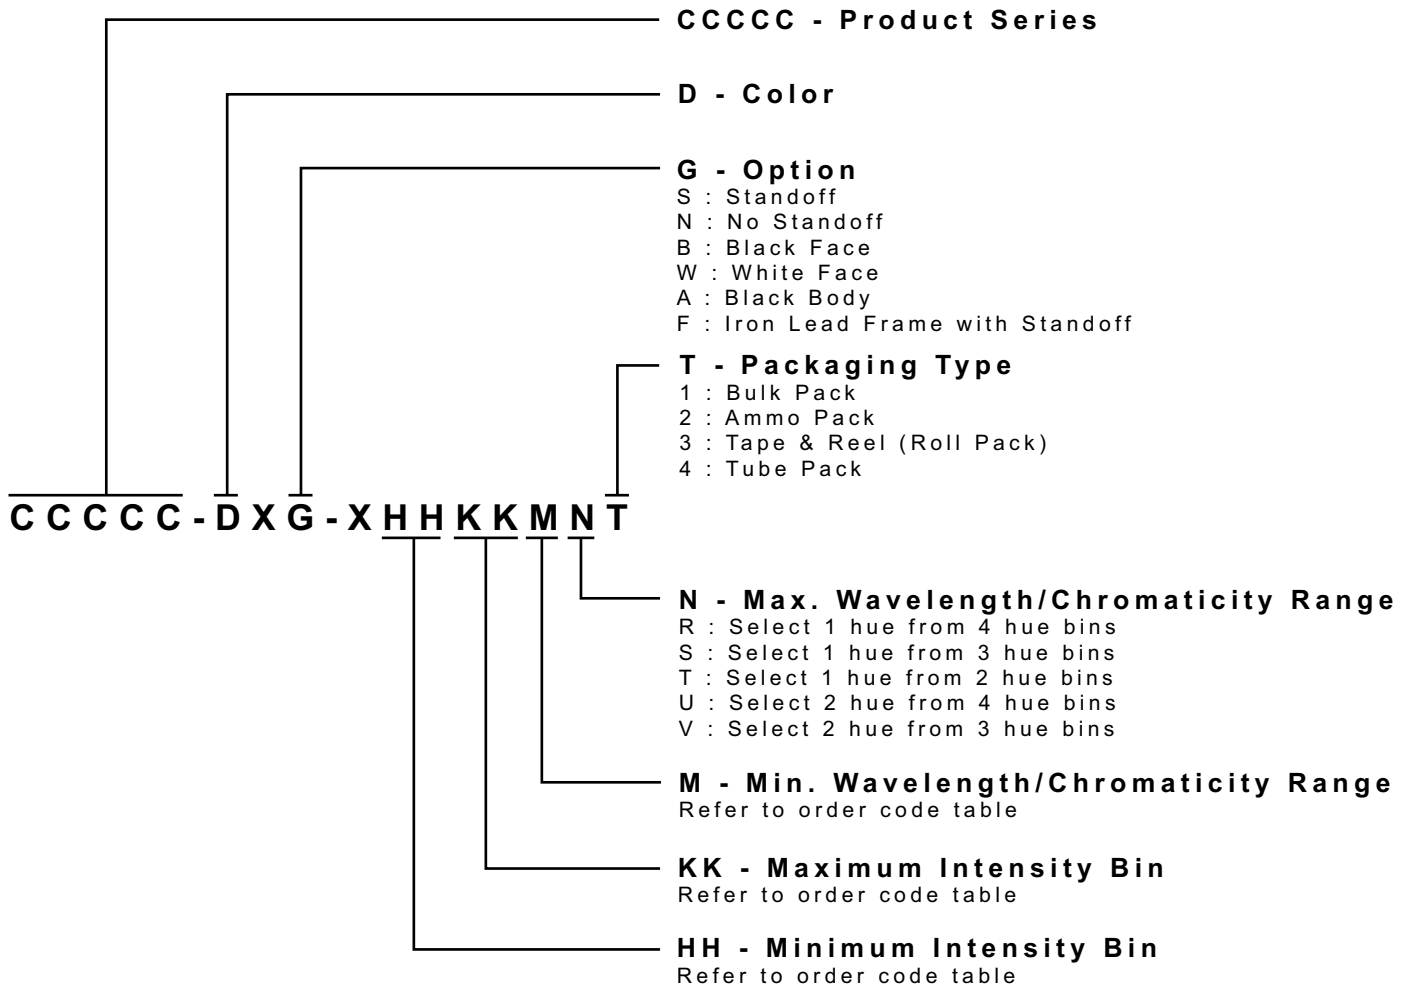 CCCCC - Product Series
D - Color
G - Option
S : Standoff
N : No Standoff
B : Black Face
W : White Face
A : Black Body
F : Iron Lead Frame with Standoff
T - Packaging Type
1 : Bulk Pack
2 : Ammo Pack
3 : Tape & Reel (Roll Pack)
4 : Tube Pack
CCCCC-DXG-XHHKKMNT
N - Max. Wavelength/Chromaticity Range
R : Select 1 hue from 4 hue bins
S : Select 1 hue from 3 hue bins
T : Select 1 hue from 2 hue bins
U : Select 2 hue from 4 hue bins
V : Select 2 hue from 3 hue bins
M - Min. Wavelength/Chromaticity Range
Refer to order code table
KK - Maximum Intensity Bin
Refer to order code table
HH - Minimum Intensity Bin
Refer to order code table